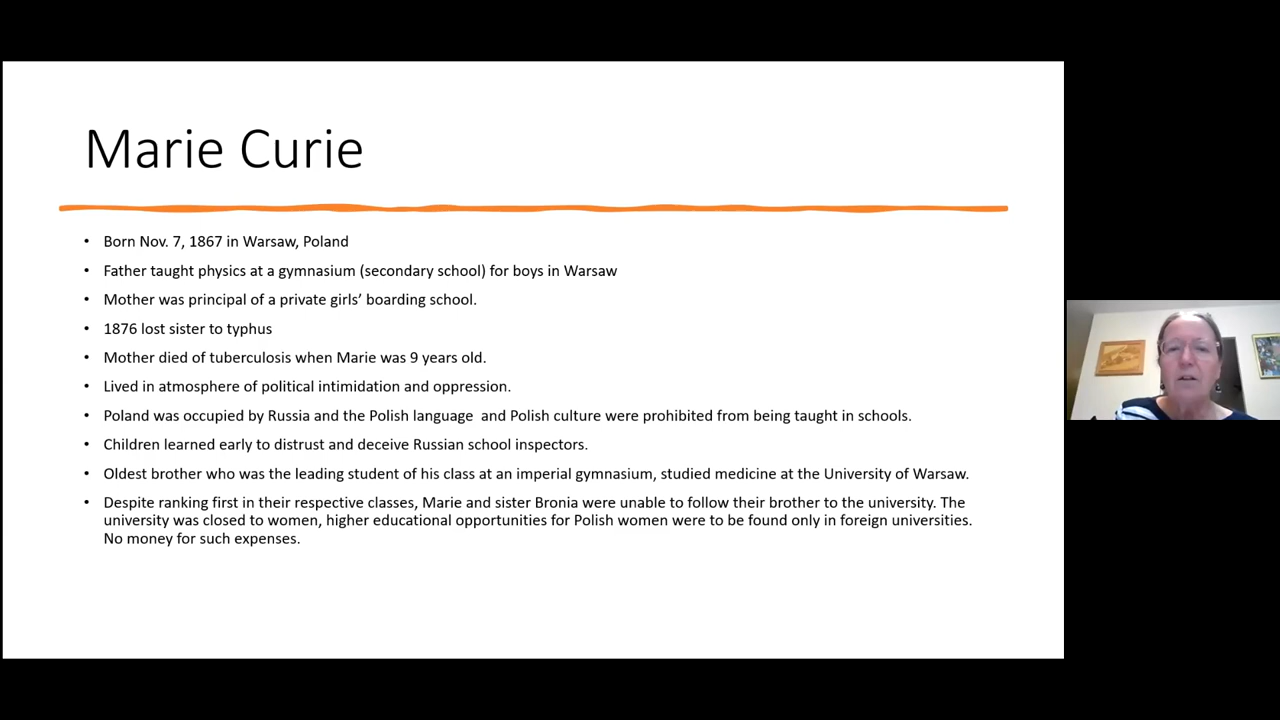 Marie Curie
• Born Nov. 7, 1867 in Warsaw, Poland
• Father taught physics at a gymnasium (secondary school) for boys in Warsaw
• Mother was principal of a private girls’ boarding school.
• 1876 lost sister to typhus
• Mother died of tuberculosis when Marie was 9 years old.
• Lived in atmosphere of political intimidation and oppression.
• Poland was occupied by Russia and the Polish language  and Polish culture were prohibited from being taught in schools.
• Children learned early to distrust and deceive Russian school inspectors.
• Oldest brother who was the leading student of his class at an imperial gymnasium, studied medicine at the University of Warsaw.
• Despite ranking first in their respective classes, Marie and sister Bronia were unable to follow their brother to the university. The
university was closed to women, higher educational opportunities for Polish women were to be found only in foreign universities.
No money for such expenses.